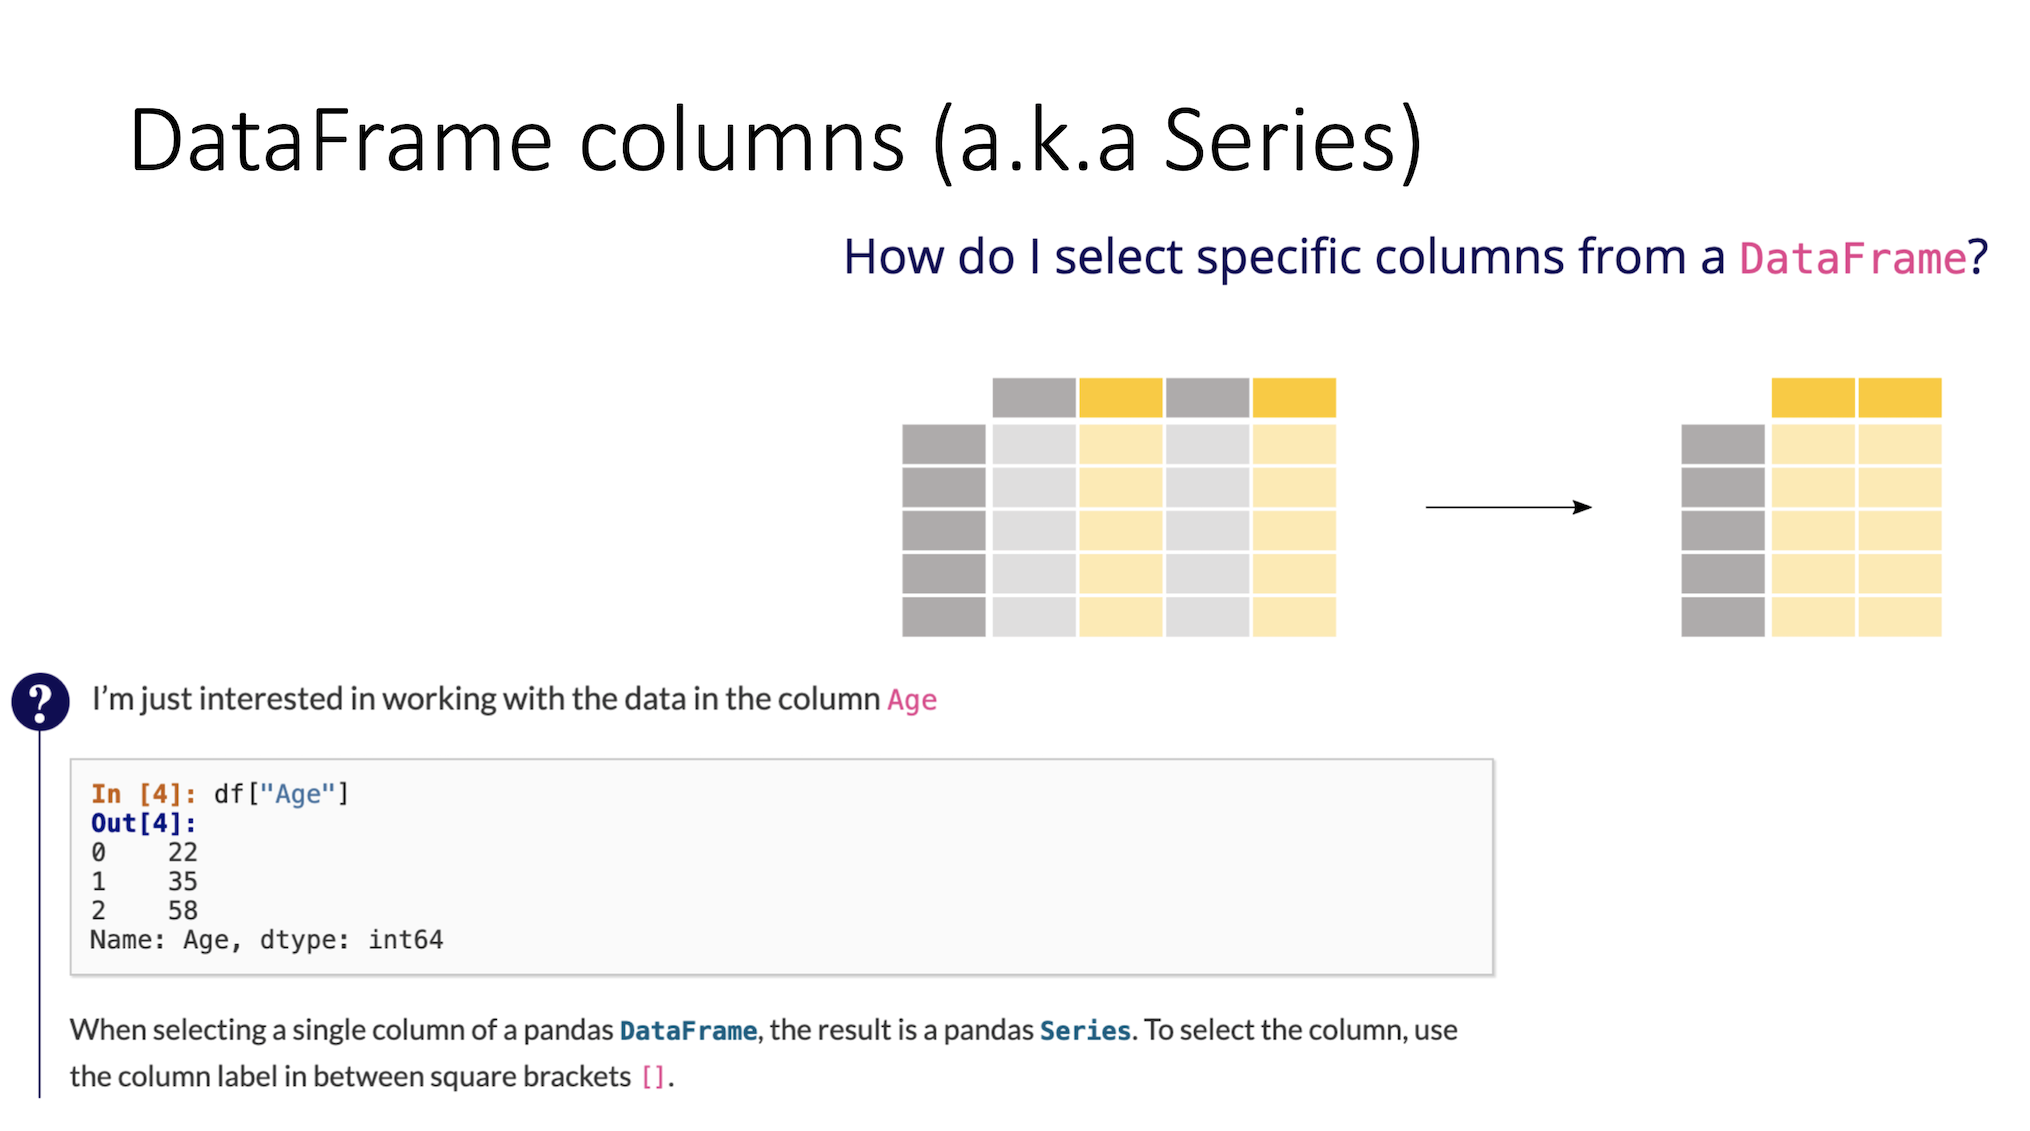 DataFrame columns (a.k.a Series)
How do I select specific columns from a DataFrame?
?
I’m just interested in working with the data in the column Age
In [4]: df["Age"]
Out[4]:
0    22
1    35
2    58
Name: Age, dtype: int64
When selecting a single column of a pandas DataFrame, the result is a pandas Series. To select the column, use
the column label in between square brackets [].